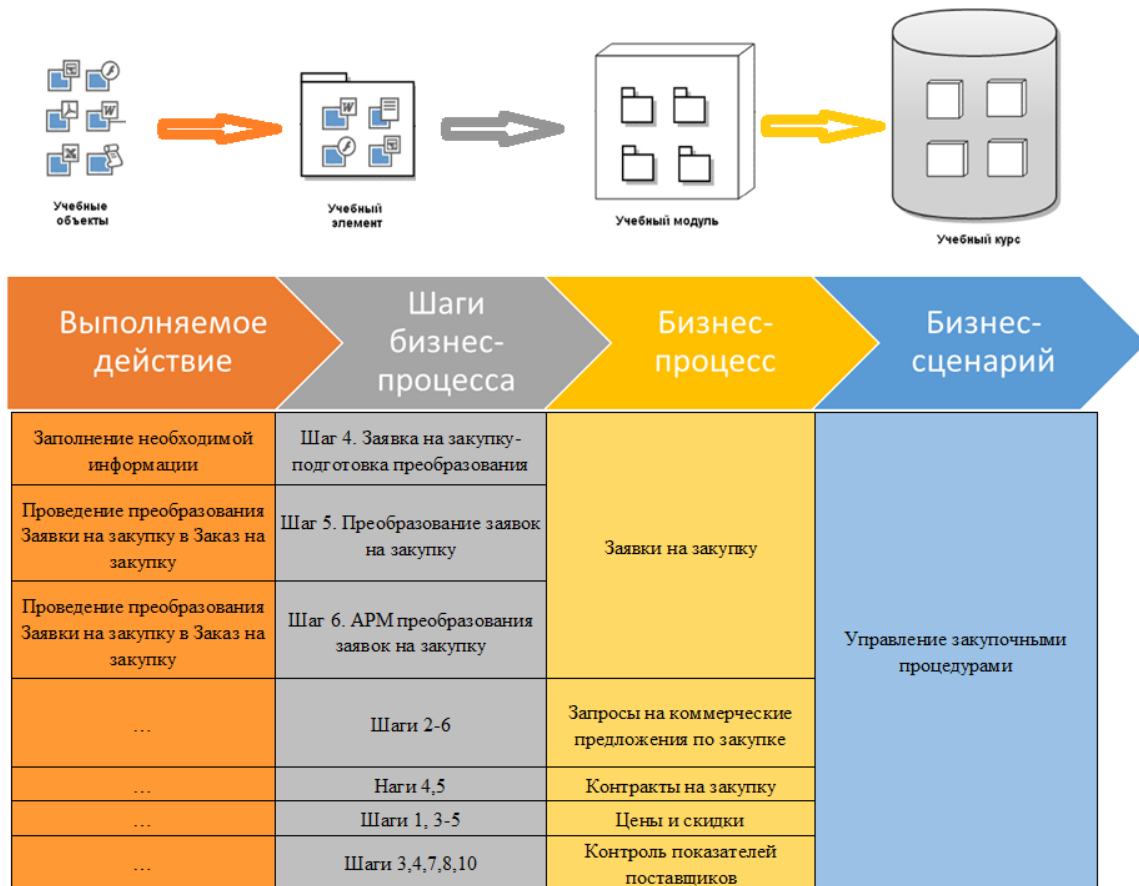 Учебные
объекты
Учебный
элемент
Учебный модуль
Учебный курс
Выполняемое
действие
Шаги
бизнес-
процесса
Бизнес-
процесс
Бизнес-
сценарий
Заполнение необходимой
информации
Шаг 4. Заявка на закупку-
подготовка преобразования
Проведение преобразования
Заявки на закупку в Заказ на
закупку
Шаг 5. Преобразование заявок
на закупку
Заявки на закупку
Проведение преобразования
Заявки на закупку в Заказ на
закупку
Шаг 6. АРМ преобразования
заявок на закупку
Управление закупочными
процедурами
...
Шаги 2-6
Запросы на коммерческие
предложения по закупке
...
Наги 4,5
Контракты на закупку
...
Шаги 1, 3-5
Цены и скидки
...
Шаги 3,4,7,8,10
Контроль показателей
поставщиков